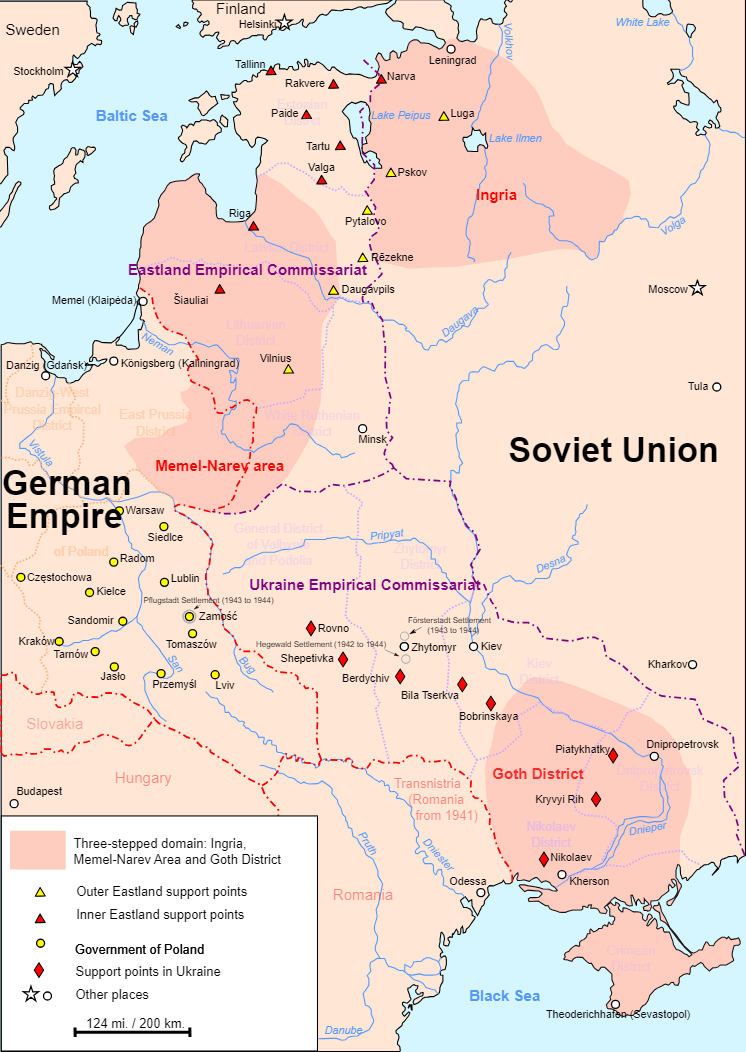 Finland
White Lake
Sweden
Helsinki
Volkhov
Leningrad
Stockholm
Tallinn
Narva
Rakvere
Estonian
Baltic Sea
Paide
Lake Peipus
Luga
Lake Ilmen
Tartu
Valga
Pskov
Ingria
Riga
Pytalovo
Volga
District
Rēzekne
Eastland Empirical Commissariat
Moscow
Memel (Klaipėda)
Šiauliai
Daugavpils
Daugava
Lithuanian
District
Neman
Vilnius
Danzig (Gdańsk)
Königsberg (Kaliningrad)
Tula
Danzig-West
Prussia Empircal
District
East Prussia
District
White Ruthenian
District
Minsk
Vistula
Soviet Union
Memel-Narev area
German
Empire
Warsaw
Siedlce
General District
of Volhynia
and Podolia
Pripyat
Zhytomyr
District
of Poland
Radom
Desna
Częstochowa
Lublin
Kielce
Ukraine Empirical Commissariat
Pflugstadt Settlement (1943 to 1944)
Zamość
Sandomir
Försterstadt Settlement
(1943 to 1944)
Rovno
Kraków
Tomaszów
Hegewald Settlement (1942 to 1944)
Zhytomyr
Kiev
Tarnów
Shepetivka
San
Bug
Kiev
District
Kharkov
Jasło
Przemyśl
Lviv
Berdychiv
Bila Tserkva
Bobrinskaya
Slovakia
Piatykhatky
Dnipropetrovsk
Hungary
Transnistria
(Romania
from 1941)
Goth District
Dnipropetrovsk
District
Budapest
Kryvyi Rih
Nikolaev
District
Dnieper
Pruth
Dniester
Nikolaev
Kherson
Odessa
Romania
Crimean
District
Black Sea
Theoderichhafen (Sevastopol)
Danube
Three-stepped domain: Ingria,
Memel-Narev Area and Goth District
Outer Eastland support points
Inner Eastland support points
Government of Poland
Support points in Ukraine
Other places
124 mi. / 200 km.